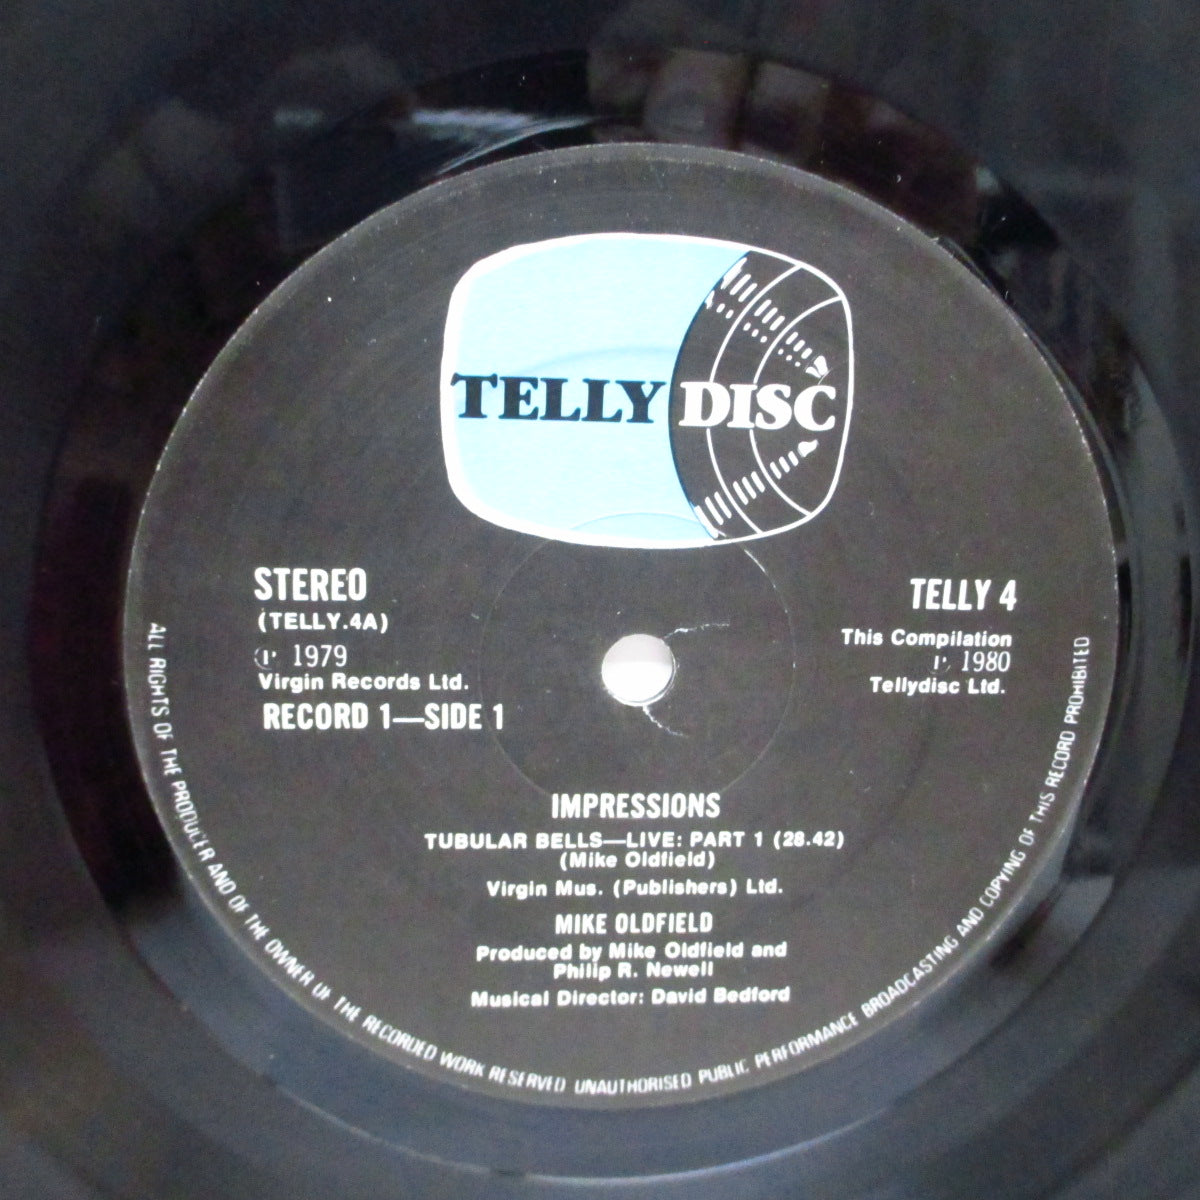 TELLY DISC
STEREO
(TELLY.4A)
℗ 1979
Virgin Records Ltd.
RECORD 1—SIDE 1
TELLY 4
This Compilation
℗ 1980
Tellydisc Ltd.
IMPRESSIONS
TUBULAR BELLS—LIVE: PART 1 (28.42)
(Mike Oldfield)
Virgin Mus. (Publishers) Ltd.
MIKE OLDFIELD
Produced by Mike Oldfield and
Philip R. Newell
Musical Director: David Bedford
ALL RIGHTS OF THE PRODUCER AND OF THE OWNER OF THE RECORDED WORK RESERVED UNAUTHORISED PUBLIC PERFORMANCE BROADCASTING AND COPYING OF THIS RECORD PROHIBITED